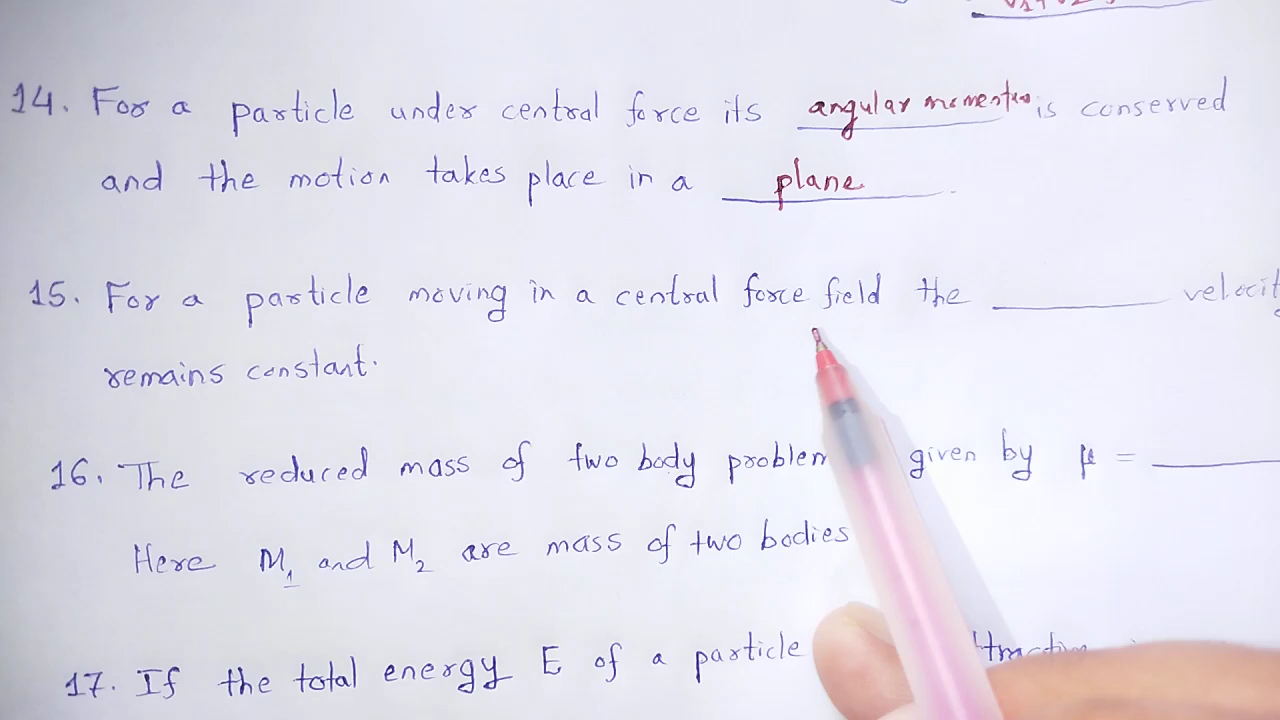 14. For a particle under central force its angular momentum is conserved
and the motion takes place in a plane.
15. For a particle moving in a central force field the ______ velocit
remains constant.
16. The reduced mass of two body problem given by μ = ______
Here M₁ and M₂ are mass of two bodies
17. If the total energy E of a particle